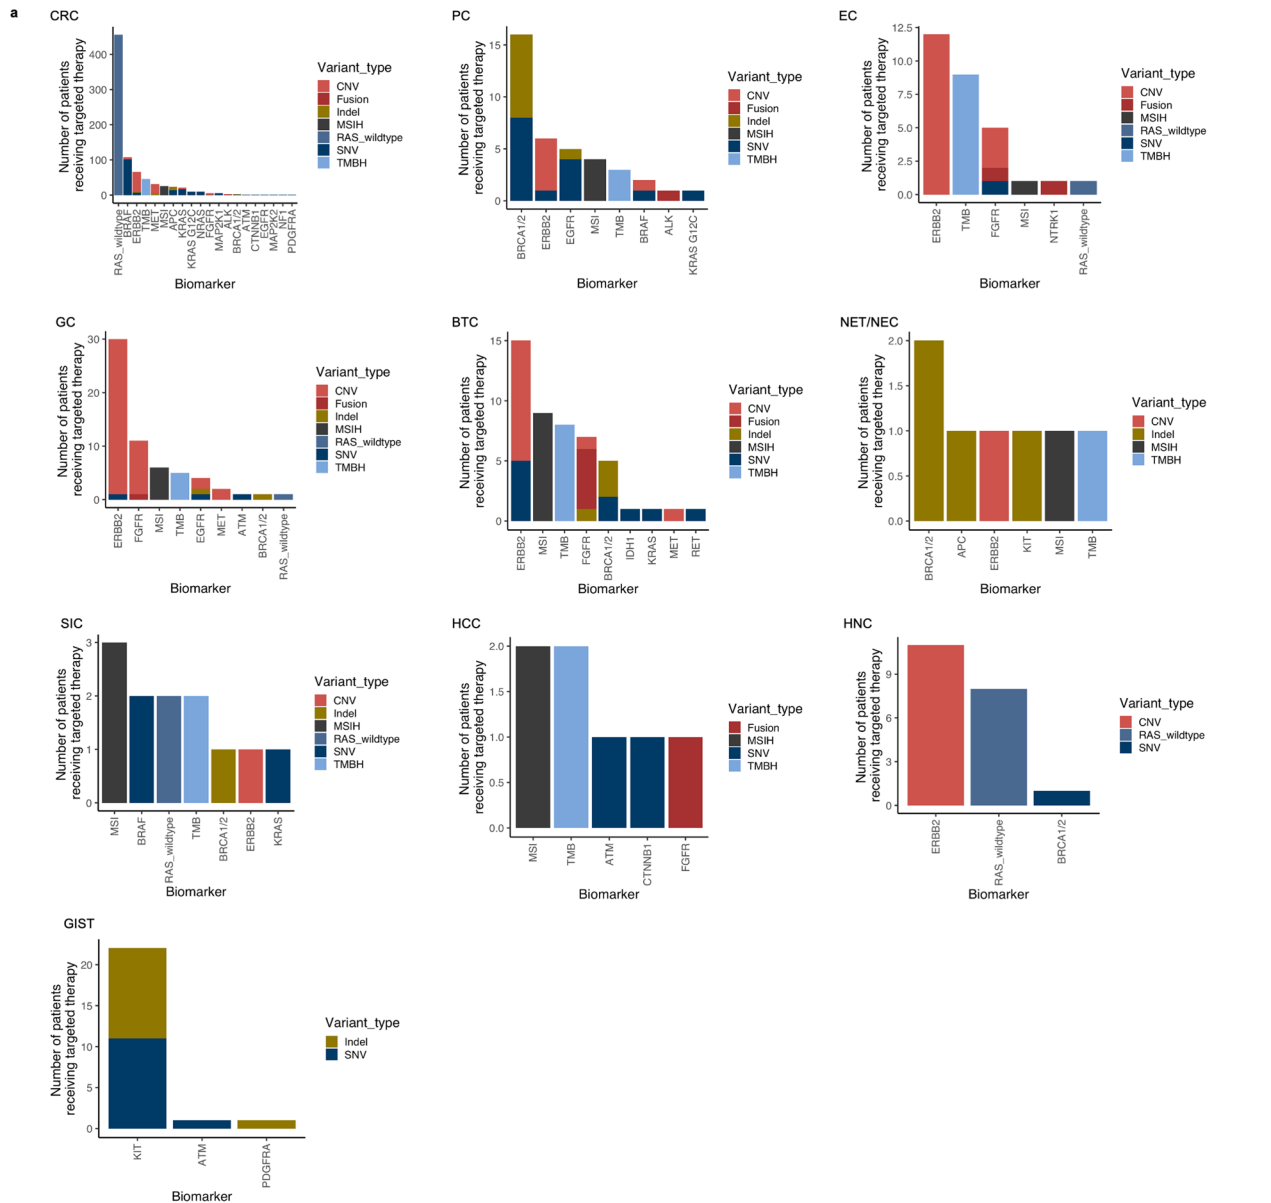 a
CRC
Number of patients
receiving targeted therapy
400
300
200
100
0
RAS_wildtype
BRAF
ERBB2
TMB
MET
MSI
APC
KRAS
KRAS G12C
NRAS
FGFR
MAP2K1
ALK
BRCA1/2
ATM
CTNNB1
EGFR
MAP2K2
NF1
PDGFRA
Biomarker
Variant_type
CNV
Fusion
Indel
MSIH
RAS_wildtype
SNV
TMBH
PC
Number of patients
receiving targeted therapy
15
10
5
0
BRCA1/2
ERBB2
EGFR
MSI
TMB
BRAF
ALK
KRAS G12C
Biomarker
Variant_type
CNV
Fusion
Indel
MSIH
SNV
TMBH
EC
Number of patients
receiving targeted therapy
12.5
10.0
7.5
5.0
2.5
0.0
ERBB2
TMB
FGFR
MSI
NTRK1
RAS_wildtype
Biomarker
Variant_type
CNV
Fusion
MSIH
RAS_wildtype
SNV
TMBH
GC
Number of patients
receiving targeted therapy
30
20
10
0
ERBB2
FGFR
MSI
TMB
EGFR
MET
ATM
BRCA1/2
RAS_wildtype
Biomarker
Variant_type
CNV
Fusion
Indel
MSIH
RAS_wildtype
SNV
TMBH
BTC
Number of patients
receiving targeted therapy
15
10
5
0
ERBB2
MSI
TMB
FGFR
BRCA1/2
IDH1
KRAS
MET
RET
Biomarker
Variant_type
CNV
Fusion
Indel
MSIH
SNV
TMBH
NET/NEC
Number of patients
receiving targeted therapy
2.0
1.5
1.0
0.5
0.0
BRCA1/2
APC
ERBB2
KIT
MSI
TMB
Biomarker
Variant_type
CNV
Indel
MSIH
TMBH
SIC
Number of patients
receiving targeted therapy
3
2
1
0
MSI
BRAF
RAS_wildtype
TMB
BRCA1/2
ERBB2
KRAS
Biomarker
Variant_type
CNV
Indel
MSIH
RAS_wildtype
SNV
TMBH
HCC
Number of patients
receiving targeted therapy
2.0
1.5
1.0
0.5
0.0
MSI
TMB
ATM
CTNNB1
FGFR
Biomarker
Variant_type
Fusion
MSIH
SNV
TMBH
HNC
Number of patients
receiving targeted therapy
9
6
3
0
ERBB2
RAS_wildtype
BRCA1/2
Biomarker
Variant_type
CNV
RAS_wildtype
SNV
GIST
Number of patients
receiving targeted therapy
20
15
10
5
0
KIT
ATM
PDGFRA
Biomarker
Variant_type
Indel
SNV